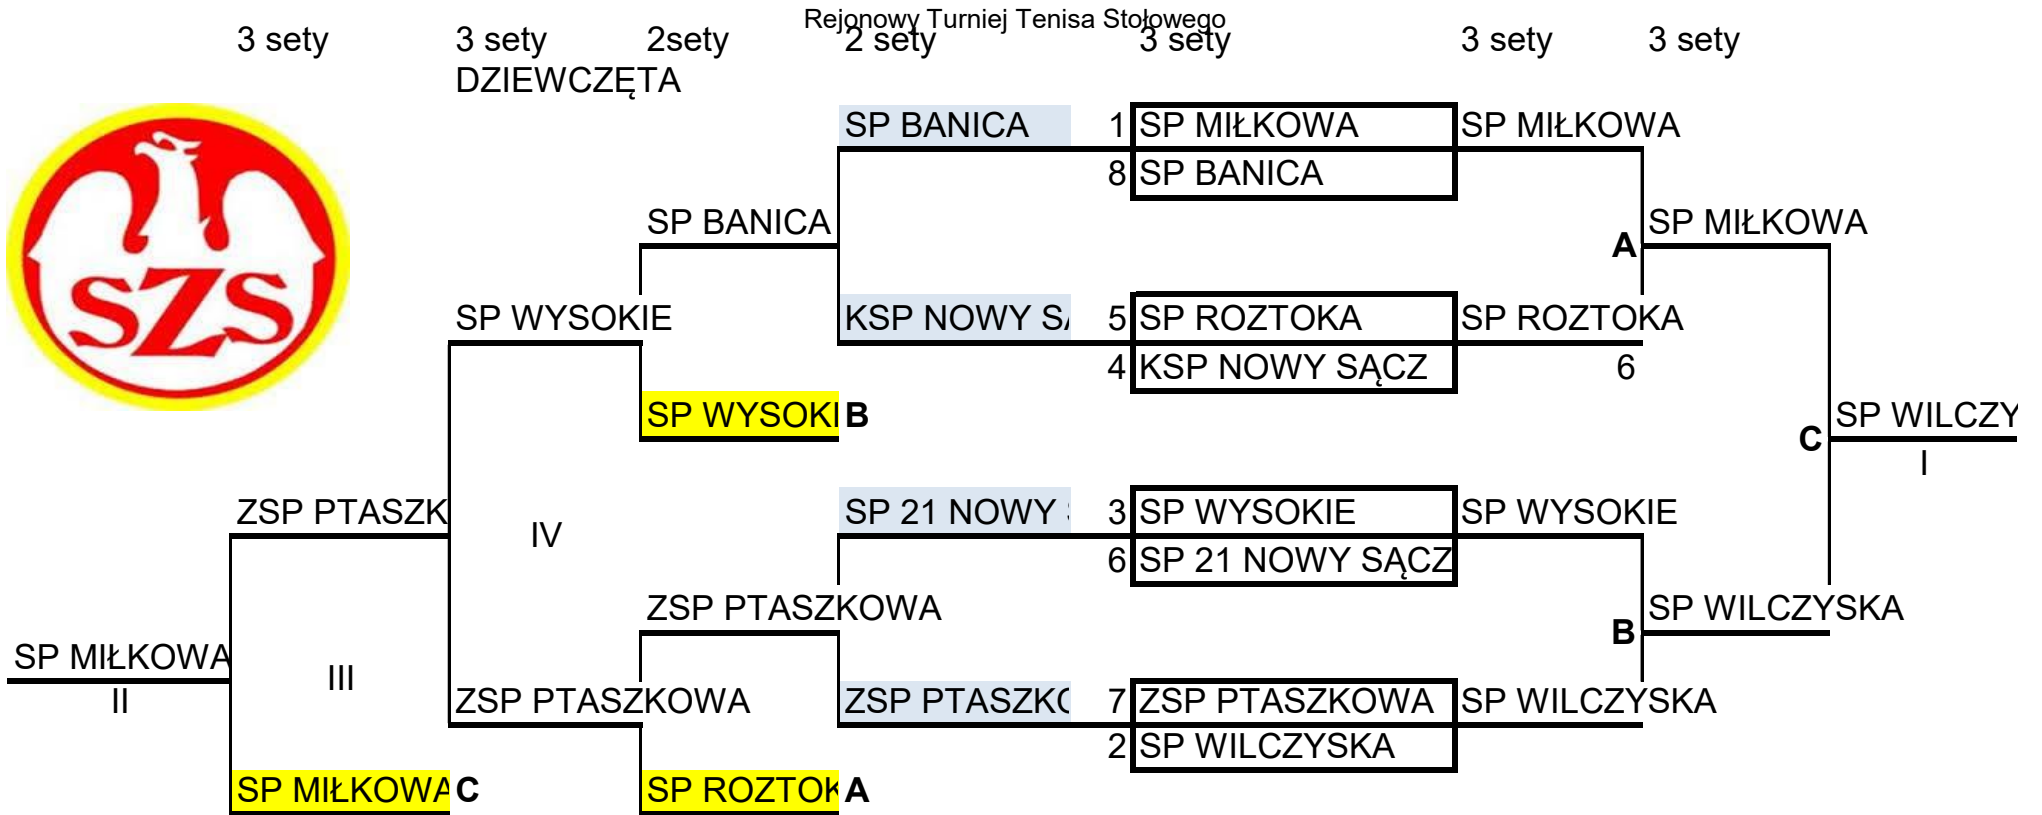 Rejonowy Turniej Tenisa Stołowego
3 sety 3 sety 2sety 2 sety 3 sety 3 sety 3 sety
DZIEWCZĘTA
SP BANICA 1 SP MIŁKOWA SP MIŁKOWA
8 SP BANICA
SP BANICA SP MIŁKOWA
A
SZS
SP WYSOKIE KSP NOWY SĄ 5 SP ROZTOKA SP ROZTOKA
4 KSP NOWY SĄCZ 6
SP WYSOKI B SP WILCZY
C
I
ZSP PTASZK SP 21 NOWY 3 SP WYSOKIE SP WYSOKIE
IV
6 SP 21 NOWY SĄCZ
ZSP PTASZKOWA SP WILCZYSKA
B
SP MIŁKOWA
III
II ZSP PTASZKOWA ZSP PTASZKO 7 ZSP PTASZKOWA SP WILCZYSKA
2 SP WILCZYSKA
SP MIŁKOWA C SP ROZTOK A